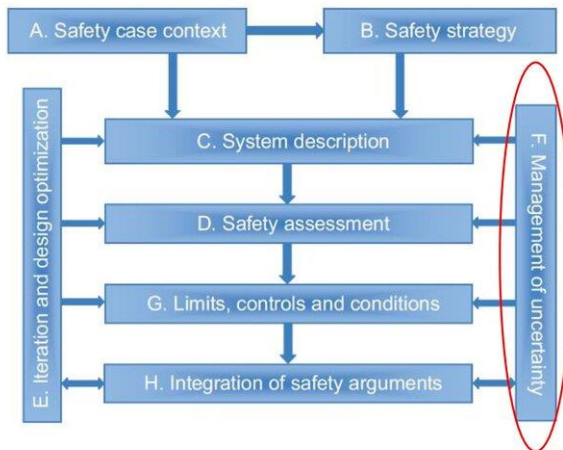 A. Safety case context
B. Safety strategy
C. System description
D. Safety assessment
G. Limits, controls and conditions
H. Integration of safety arguments
E. Iteration and design optimization
F. Management of uncertainty